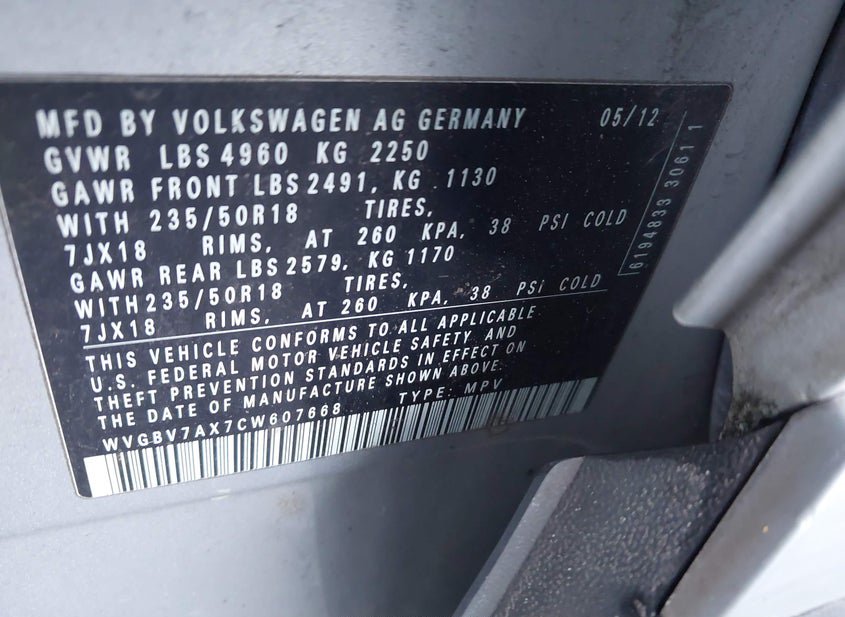 MFD BY VOLKSWAGEN AG GERMANY 05/12
GVWR LBS 4960 KG 2250
GAWR FRONT LBS 2491, KG 1130
WITH 235/50R18 TIRES,
7JX18 RIMS, AT 260 KPA, 38 PSI COLD
GAWR REAR LBS 2579, KG 1170
WITH 235/50R18 TIRES,
7JX18 RIMS, AT 260 KPA, 38 PSI COLD
THIS VEHICLE CONFORMS TO ALL APPLICABLE
U.S. FEDERAL MOTOR VEHICLE SAFETY AND
THEFT PREVENTION STANDARDS IN EFFECT ON
THE DATE OF MANUFACTURE SHOWN ABOVE.
WVGBV7AX7CW607668 TYPE: MPV
6194833 30611